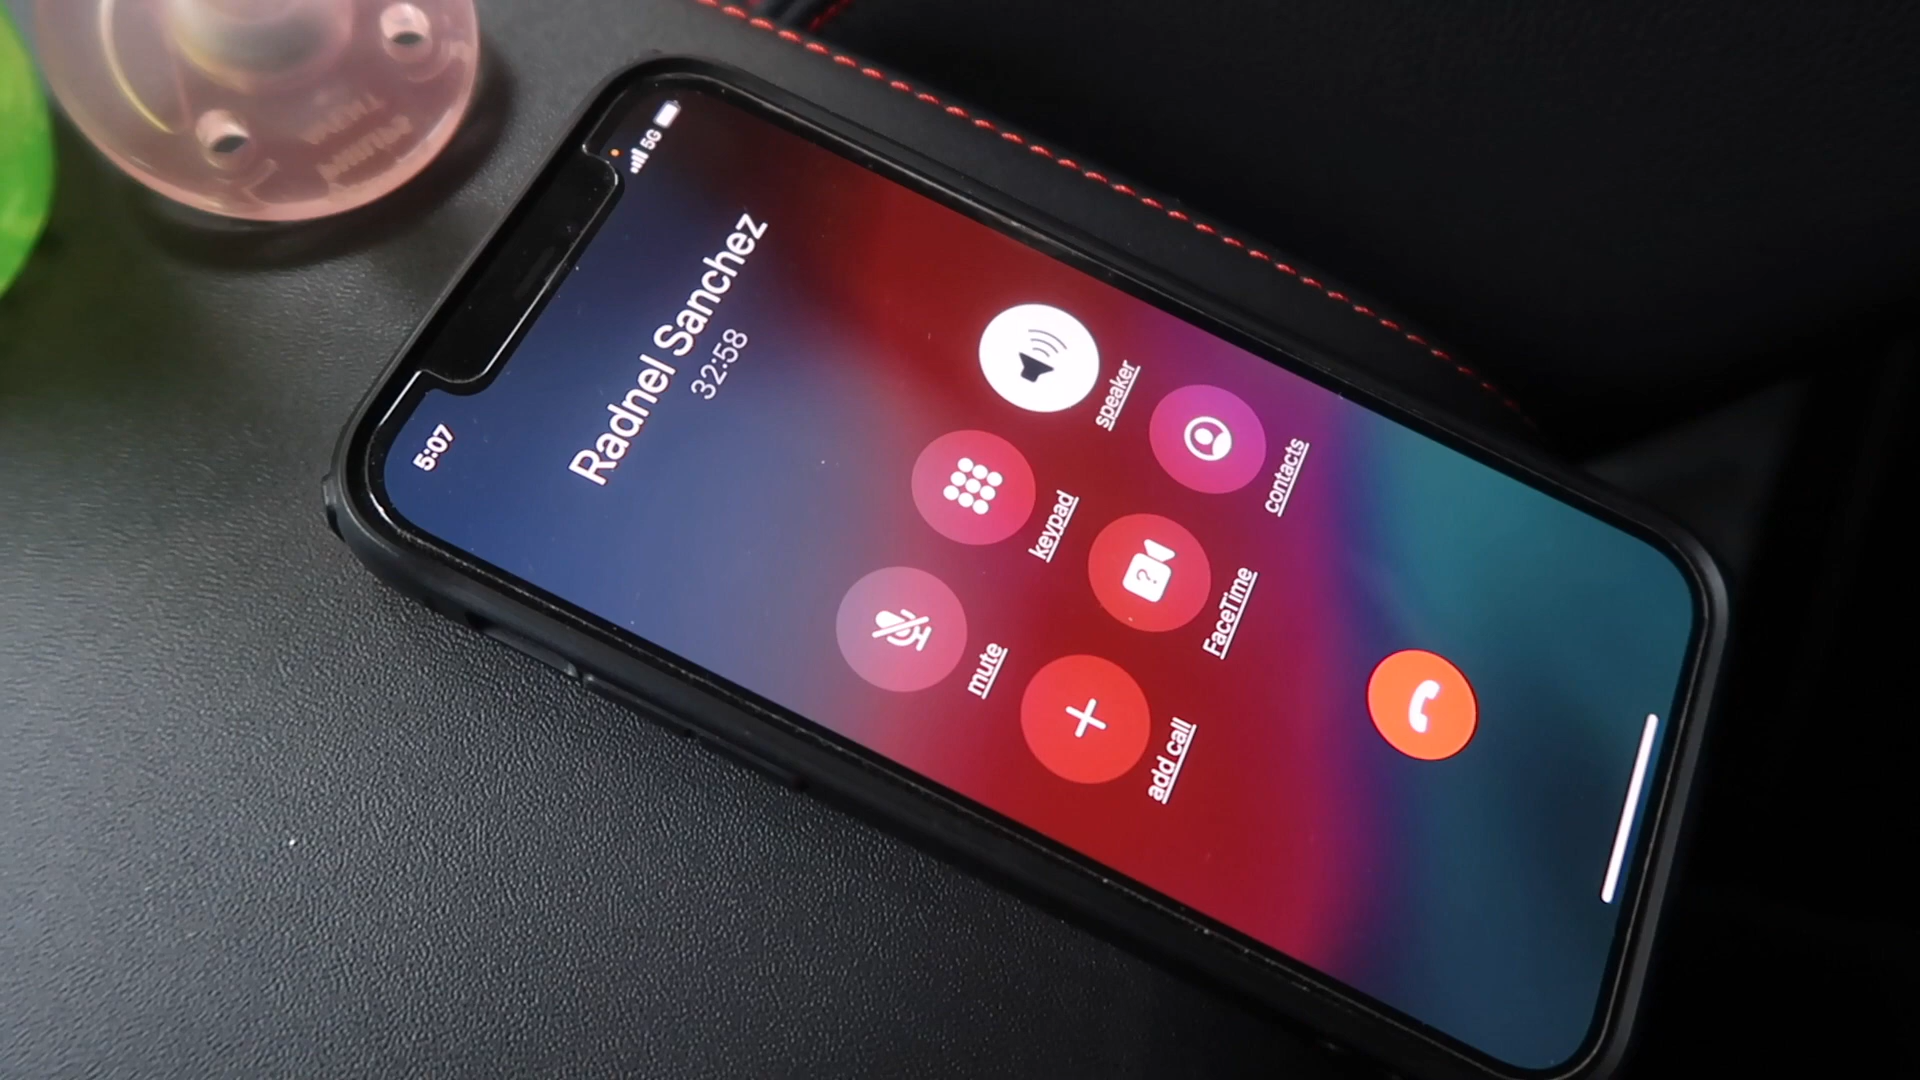 5:07
5G
Radnel Sanchez
32:58
mute
keypad
speaker
add call
FaceTime
contacts